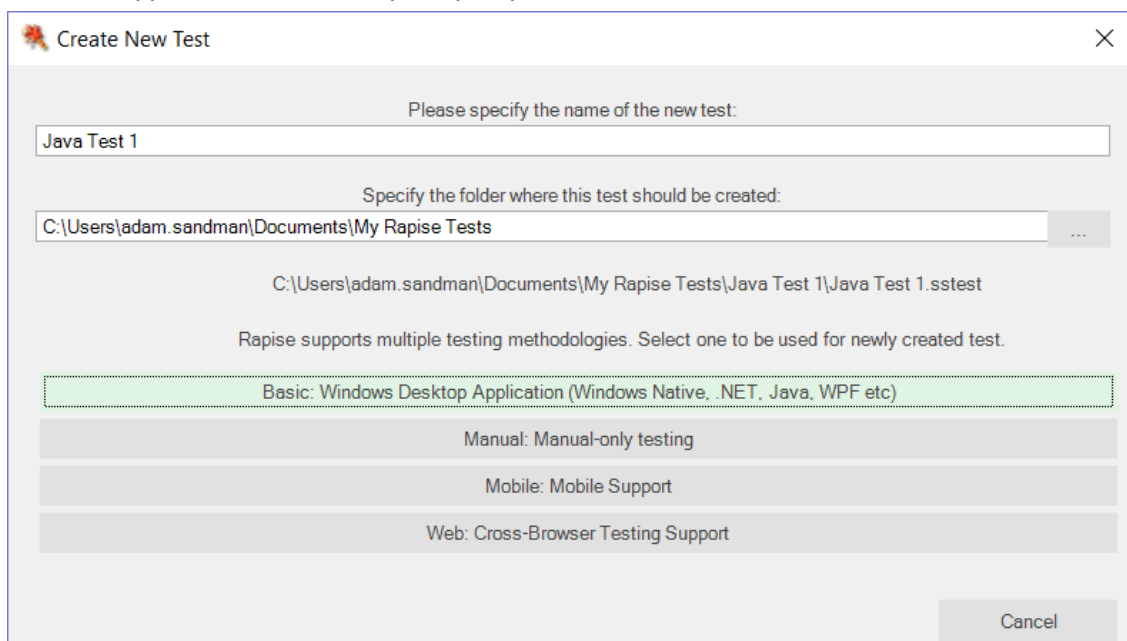 Create New Test
Please specify the name of the new test:
Java Test 1
Specify the folder where this test should be created:
C:\Users\adam.sandman\Documents\My Rapise Tests
...
C:\Users\adam.sandman\Documents\My Rapise Tests\Java Test 1\Java Test 1.sstest
Rapise supports multiple testing methodologies. Select one to be used for newly created test.
Basic: Windows Desktop Application (Windows Native, .NET, Java, WPF etc)
Manual: Manual-only testing
Mobile: Mobile Support
Web: Cross-Browser Testing Support
Cancel